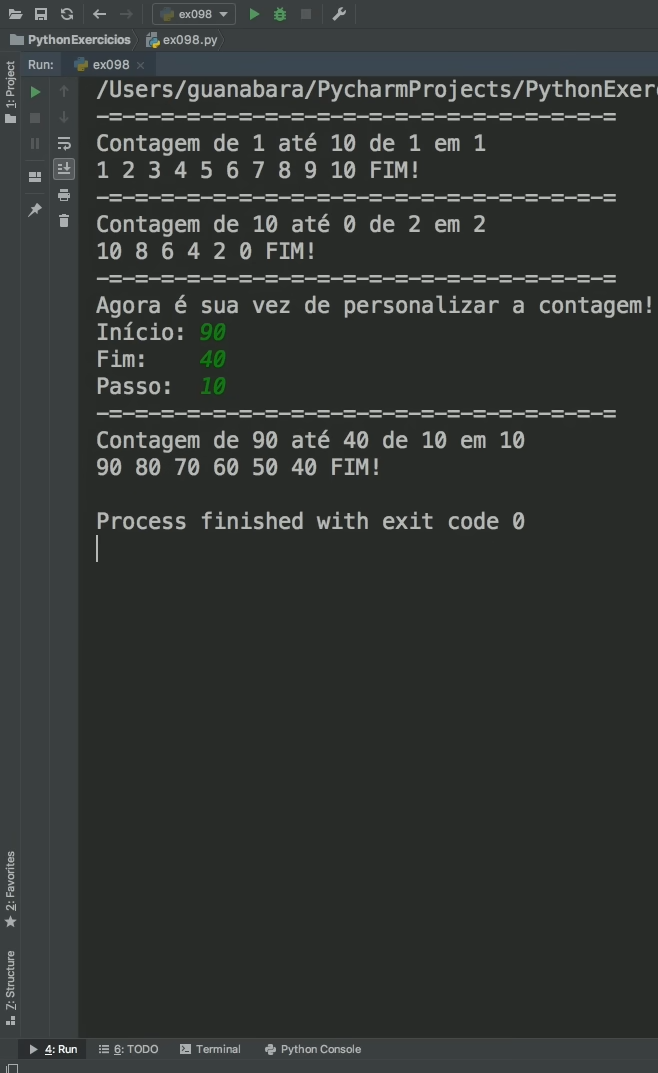 ex098
PythonExercicios
ex098.py
Run:
ex098
1: Project
/Users/guanabara/PycharmProjects/PythonExer
-=-=-=-=-=-=-=-=-=-=-=-=-=-=-=-=-=-=-=-=
Contagem de 1 até 10 de 1 em 1
1 2 3 4 5 6 7 8 9 10 FIM!
-=-=-=-=-=-=-=-=-=-=-=-=-=-=-=-=-=-=-=-=
Contagem de 10 até 0 de 2 em 2
10 8 6 4 2 0 FIM!
-=-=-=-=-=-=-=-=-=-=-=-=-=-=-=-=-=-=-=-=
Agora é sua vez de personalizar a contagem!
Início: 90
Fim:    40
Passo:  10
-=-=-=-=-=-=-=-=-=-=-=-=-=-=-=-=-=-=-=-=
Contagem de 90 até 40 de 10 em 10
90 80 70 60 50 40 FIM!
Process finished with exit code 0
2: Favorites
Z: Structure
4: Run
6: TODO
Terminal
Python Console